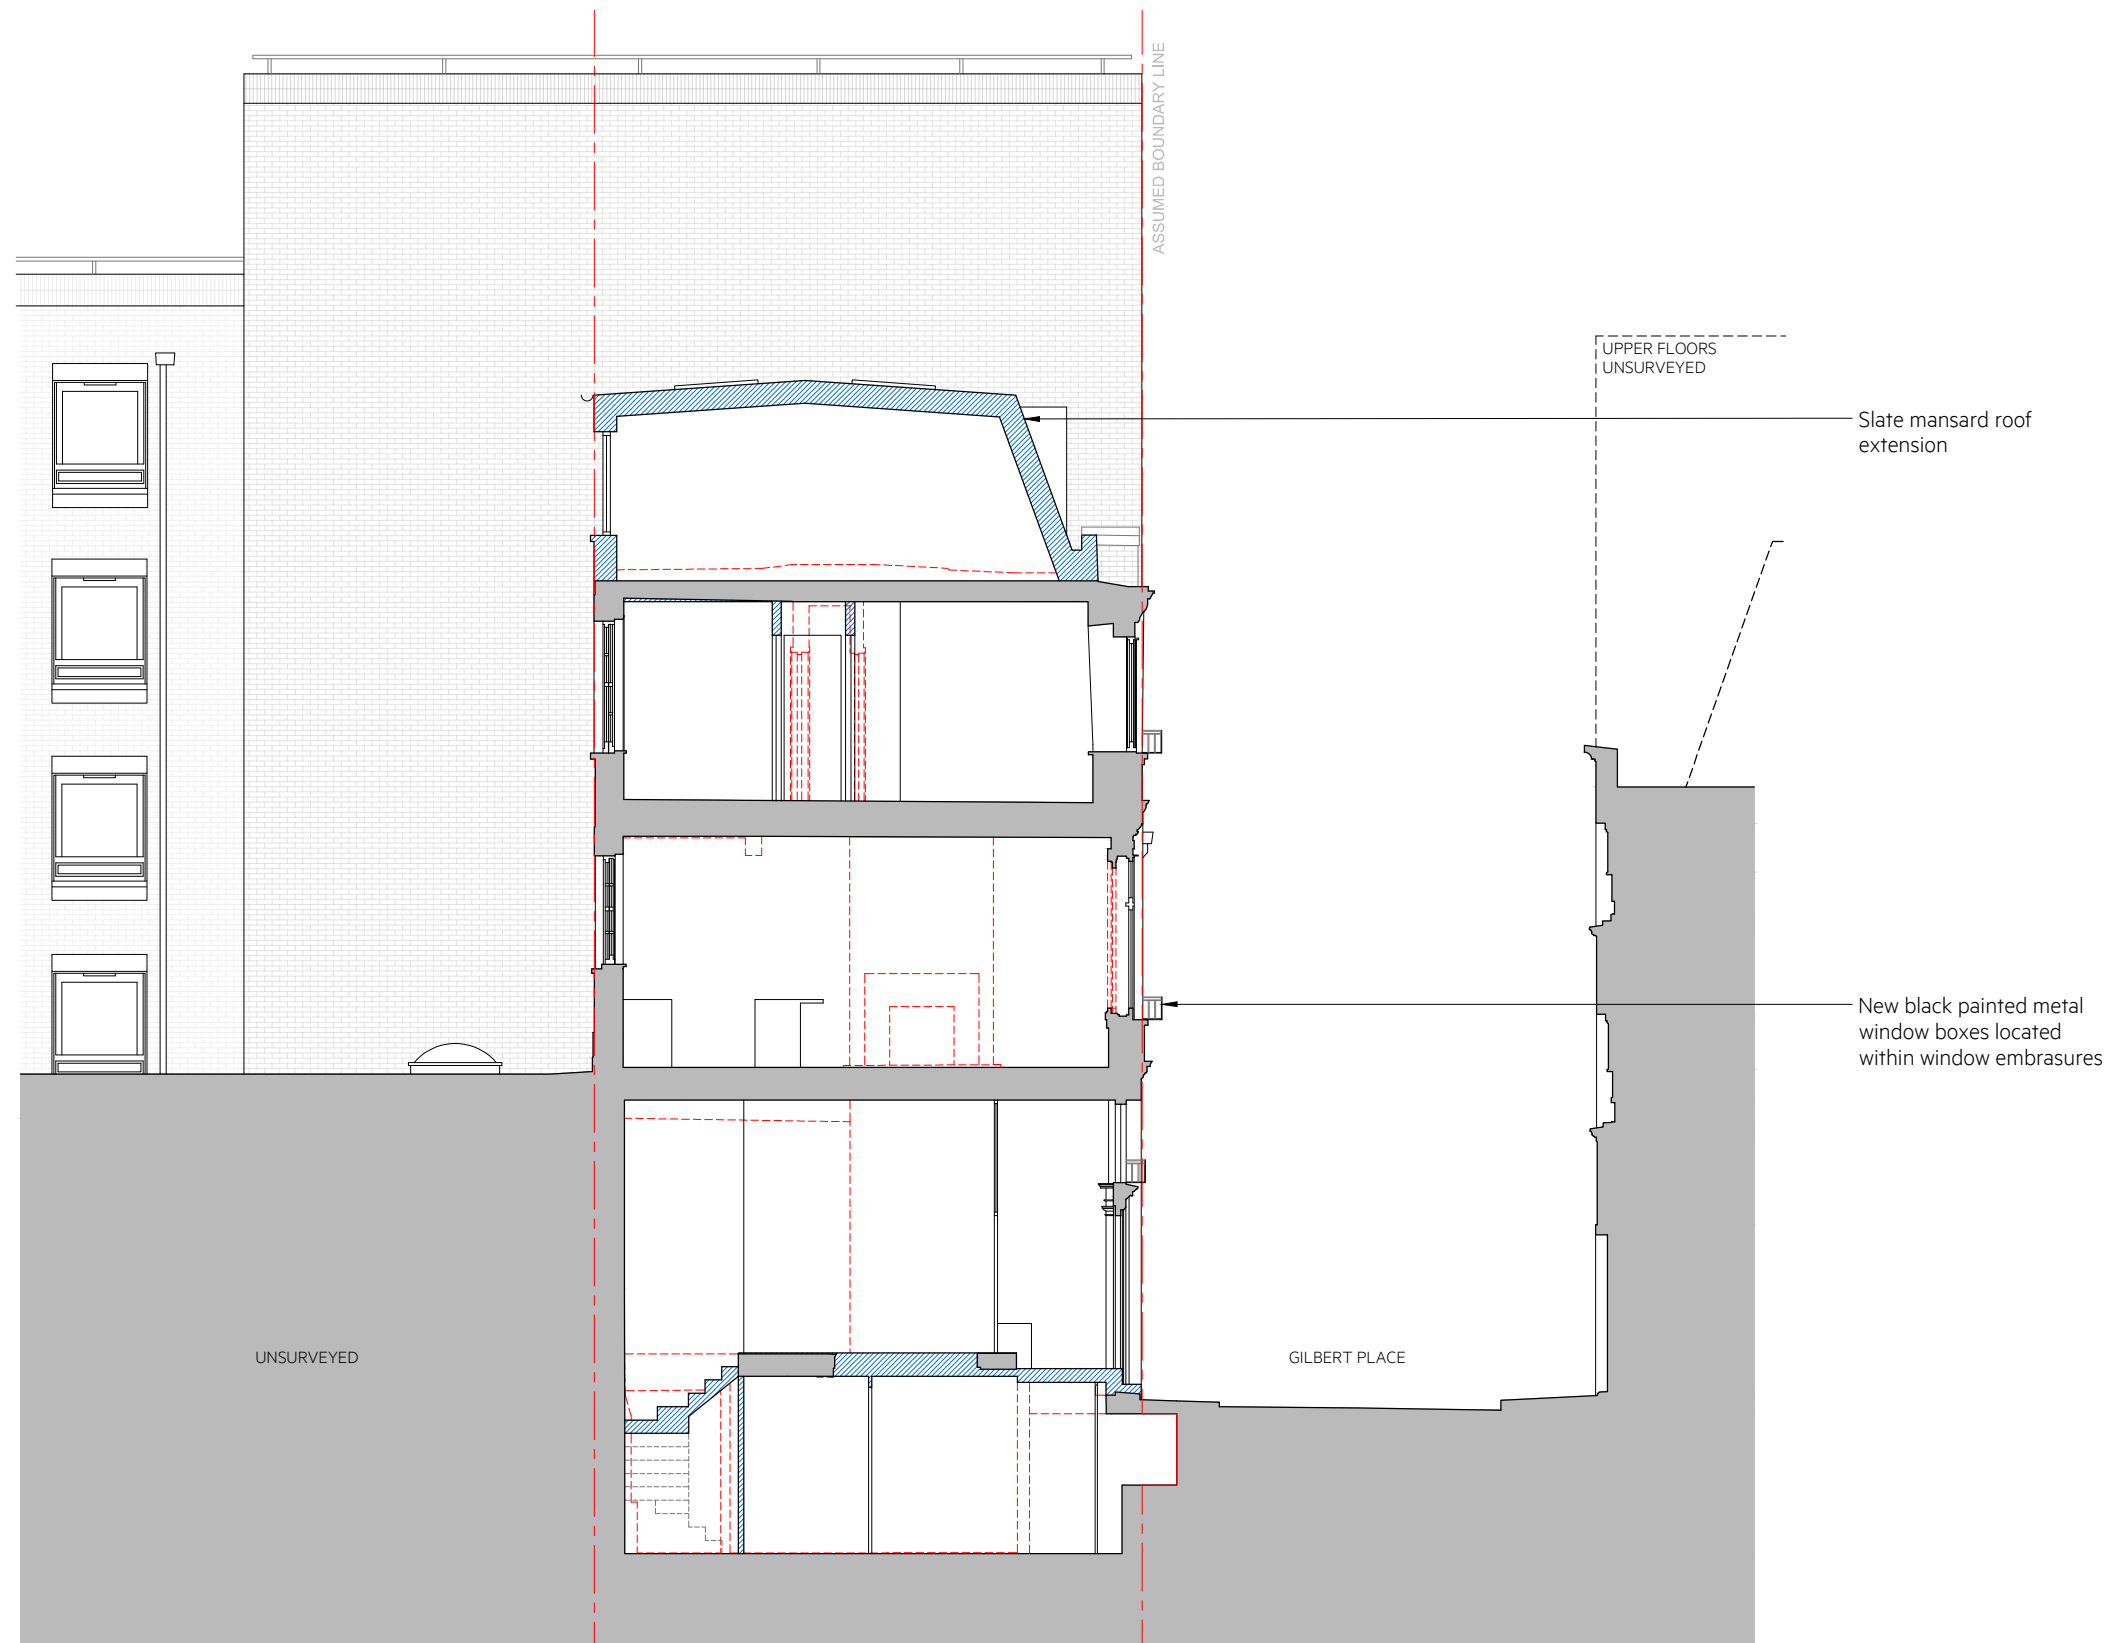 ASSUMED BOUNDARY LINE
UPPER FLOORS
UNSURVEYED
Slate mansard roof
extension
New black painted metal
window boxes located
within window embrasures
UNSURVEYED
GILBERT PLACE